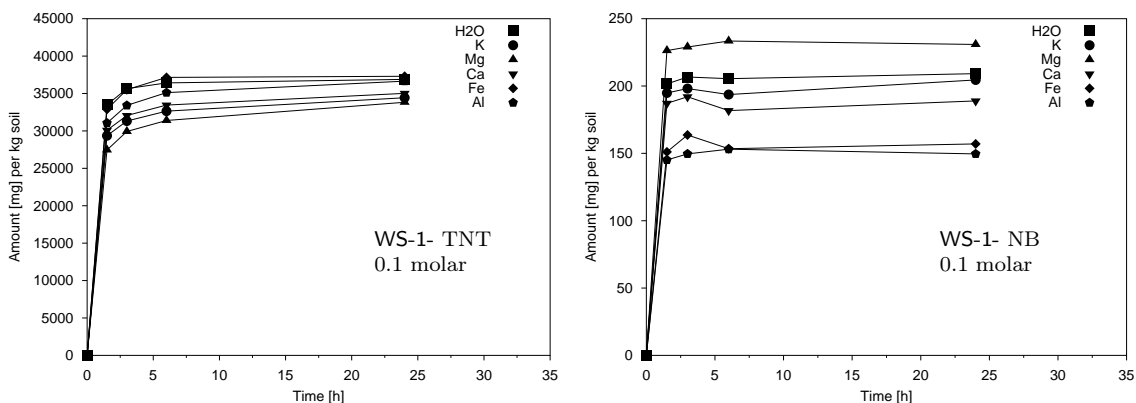 45000
40000
35000
30000
25000
20000
15000
10000
5000
0
Amount [mg] per kg soil
H2O
K
Mg
Ca
Fe
Al
WS-1- TNT
0.1 molar
0 5 10 15 20 25 30 35
Time [h]
250
200
150
100
50
0
Amount [mg] per kg soil
H2O
K
Mg
Ca
Fe
Al
WS-1- NB
0.1 molar
0 5 10 15 20 25 30 35
Time [h]